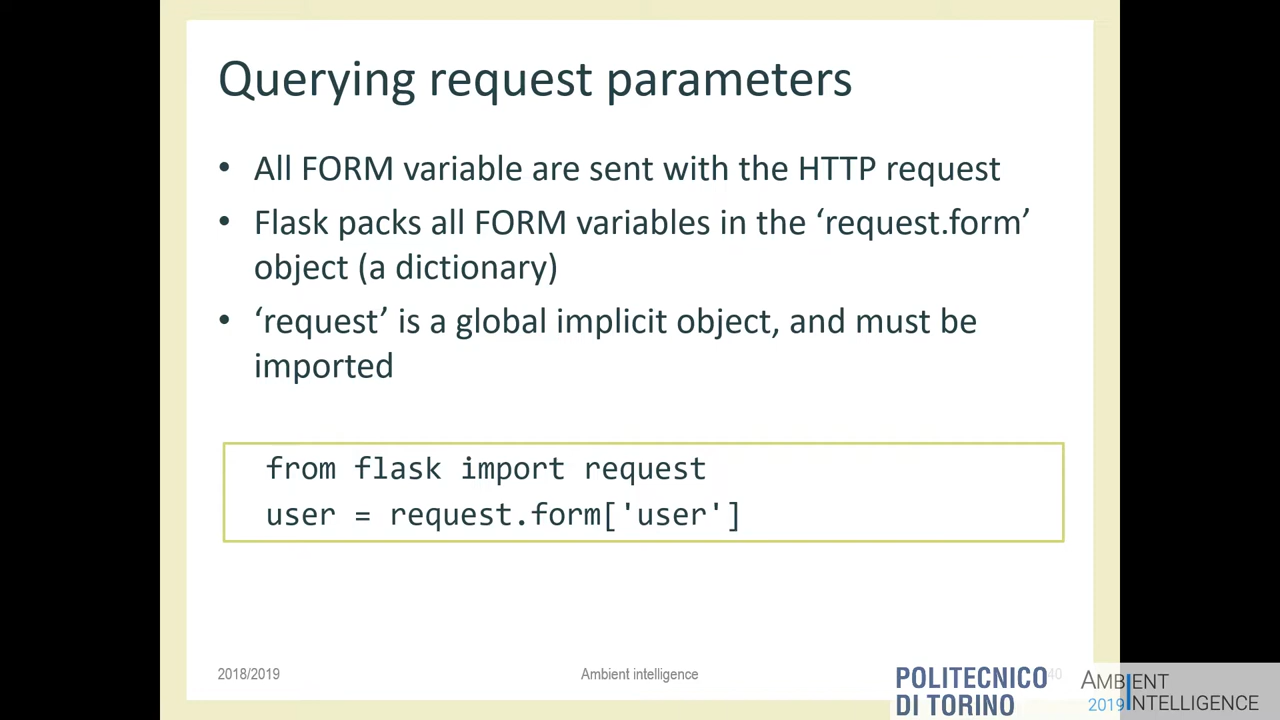 Querying request parameters
• All FORM variable are sent with the HTTP request
• Flask packs all FORM variables in the ‘request.form’
object (a dictionary)
• ‘request’ is a global implicit object, and must be
imported
from flask import request
user = request.form['user']
2018/2019
Ambient intelligence
40
POLITECNICO
DI TORINO
AMBIENT
2019 INTELLIGENCE